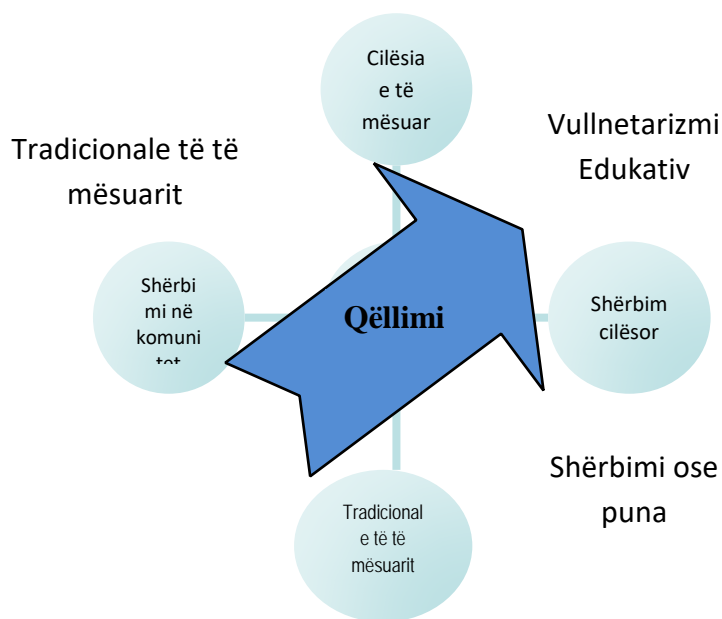 Cilësia
e të
mësuar
Tradicionale të të
mësuarit
Vullnetarizmi
Edukativ
Shërbi
mi në
komuni
tet
Qëllimi
Shërbim
cilësor
Tradicional
e të të
mësuarit
Shërbimi ose
puna